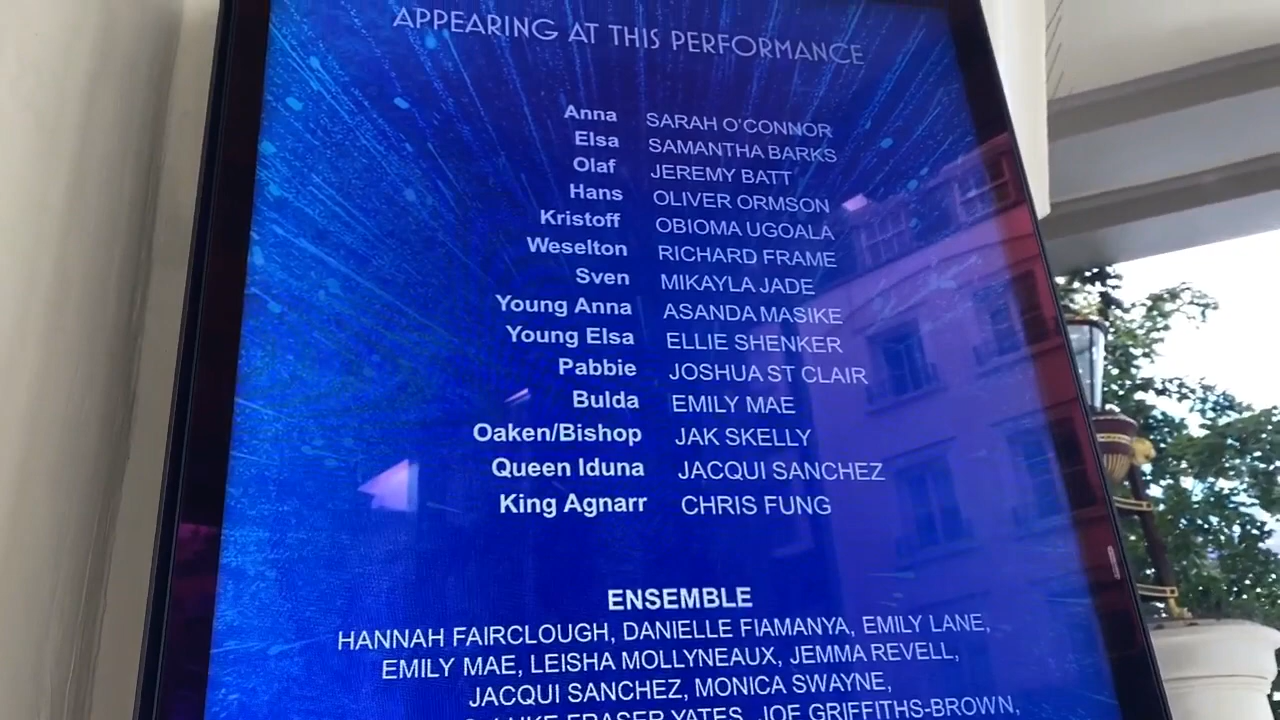 APPEARING AT THIS PERFORMANCE
Anna SARAH O'CONNOR
Elsa SAMANTHA BARKS
Olaf JEREMY BATT
Hans OLIVER ORMSON
Kristoff OBIOMA UGOALA
Weselton RICHARD FRAME
Sven MIKAYLA JADE
Young Anna ASANDA MASIKE
Young Elsa ELLIE SHENKER
Pabbie JOSHUA ST CLAIR
Bulda EMILY MAE
Oaken/Bishop JAK SKELLY
Queen Iduna JACQUI SANCHEZ
King Agnarr CHRIS FUNG
ENSEMBLE
HANNAH FAIRCLOUGH, DANIELLE FIAMANYA, EMILY LANE,
EMILY MAE, LEISHA MOLLYNEAUX, JEMMA REVELL,
JACQUI SANCHEZ, MONICA SWAYNE,
LUKE FRASER YATES, JOE GRIFFITHS-BROWN,